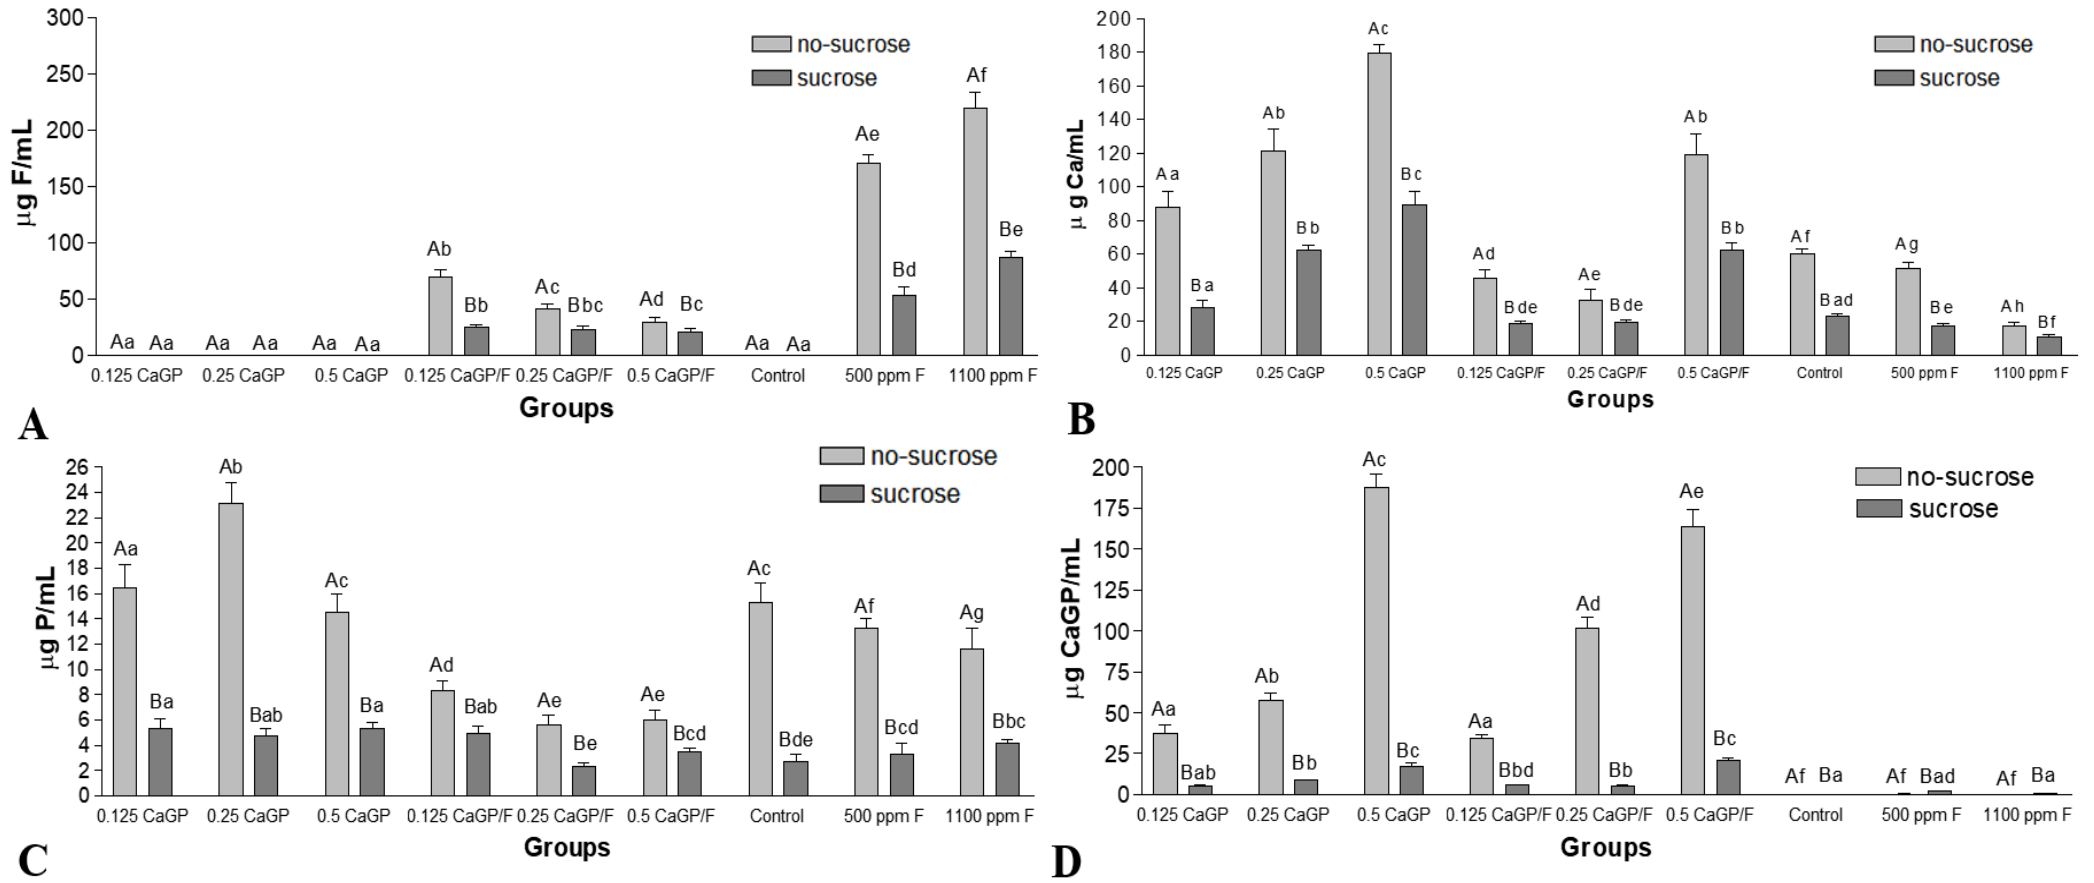 300
250
200
150
100
50
0
μg F/mL
no-sucrose
sucrose
Aa Aa Aa Aa Aa Aa Ab Bb Ac Bbc Ad Bc Aa Aa Ae Bd Af Be
0.125 CaGP 0.25 CaGP 0.5 CaGP 0.125 CaGP/F 0.25 CaGP/F 0.5 CaGP/F Control 500 ppm F 1100 ppm F
Groups
A
200
180
160
140
120
100
80
60
40
20
0
μ g Ca/mL
no-sucrose
sucrose
Aa Ba Ab Bb Ac Bc Ad Bde Ae Bde Ab Bb Af Bad Ag Be Ah Bf
0.125 CaGP 0.25 CaGP 0.5 CaGP 0.125 CaGP/F 0.25 CaGP/F 0.5 CaGP/F Control 500 ppm F 1100 ppm F
Groups
B
26
24
22
20
18
16
14
12
10
8
6
4
2
0
μg P/mL
no-sucrose
sucrose
Aa Ba Ab Bab Ac Ba Ad Bab Ae Be Ae Bcd Ac Bde Af Bcd Ag Bbc
0.125 CaGP 0.25 CaGP 0.5 CaGP 0.125 CaGP/F 0.25 CaGP/F 0.5 CaGP/F Control 500 ppm F 1100 ppm F
Groups
C
200
175
150
125
100
75
50
25
0
μg CaGP/mL
no-sucrose
sucrose
Aa Bab Ab Bb Ac Bc Aa Bbd Ad Bb Ae Bc Af Ba Af Bad Af Ba
0.125 CaGP 0.25 CaGP 0.5 CaGP 0.125 CaGP/F 0.25 CaGP/F 0.5 CaGP/F Control 500 ppm F 1100 ppm F
Groups
D